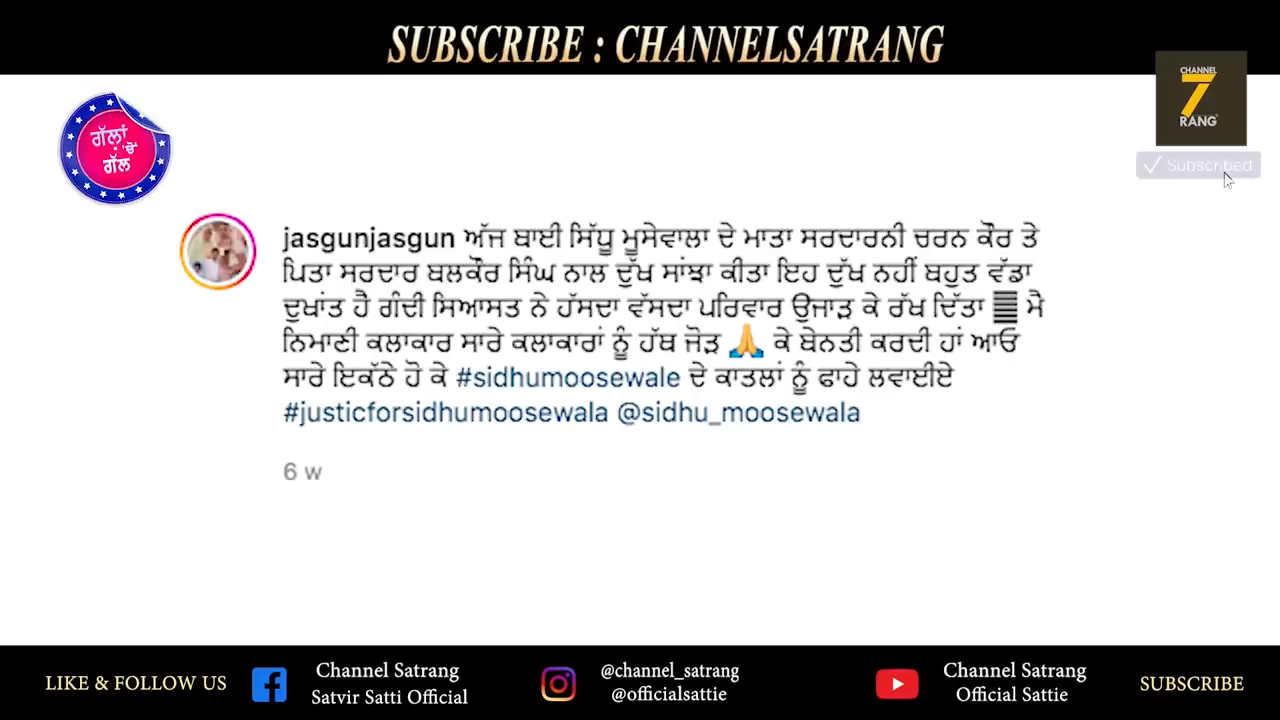 SUBSCRIBE : CHANNELSATRANG
CHANNEL
7
RANG
Subscribed
ਗੱਲਾਂ
'ਚੋਂ
ਗੱਲ
jasgunjasgun ਅੱਜ ਬਾਈ ਸਿੱਧੂ ਮੂਸੇਵਾਲਾ ਦੇ ਮਾਤਾ ਸਰਦਾਰਨੀ ਚਰਨ ਕੌਰ ਤੇ
ਪਿਤਾ ਸਰਦਾਰ ਬਲਕੌਰ ਸਿੰਘ ਨਾਲ ਦੁੱਖ ਸਾਂਝਾ ਕੀਤਾ ਇਹ ਦੁੱਖ ਨਹੀਂ ਬਹੁਤ ਵੱਡਾ
ਦੁਖਾਂਤ ਹੈ ਗੰਦੀ ਸਿਆਸਤ ਨੇ ਹੱਸਦਾ ਵੱਸਦਾ ਪਰਿਵਾਰ ਉਜਾੜ ਕੇ ਰੱਖ ਦਿੱਤਾ ਮੈ
ਨਿਮਾਣੀ ਕਲਾਕਾਰ ਸਾਰੇ ਕਲਾਕਾਰਾਂ ਨੂੰ ਹੱਥ ਜੋੜ 🙏 ਕੇ ਬੇਨਤੀ ਕਰਦੀ ਹਾਂ ਆਓ
ਸਾਰੇ ਇਕੱਠੇ ਹੋ ਕੇ #sidhumoosewale ਦੇ ਕਾਤਲਾਂ ਨੂੰ ਫਾਹੇ ਲਵਾਈਏ
#justicforsidhumoosewala @sidhu_moosewala
6 w
LIKE & FOLLOW US
Channel Satrang
Satvir Satti Official
@channel_satrang
@officialsattie
Channel Satrang
Official Sattie
SUBSCRIBE